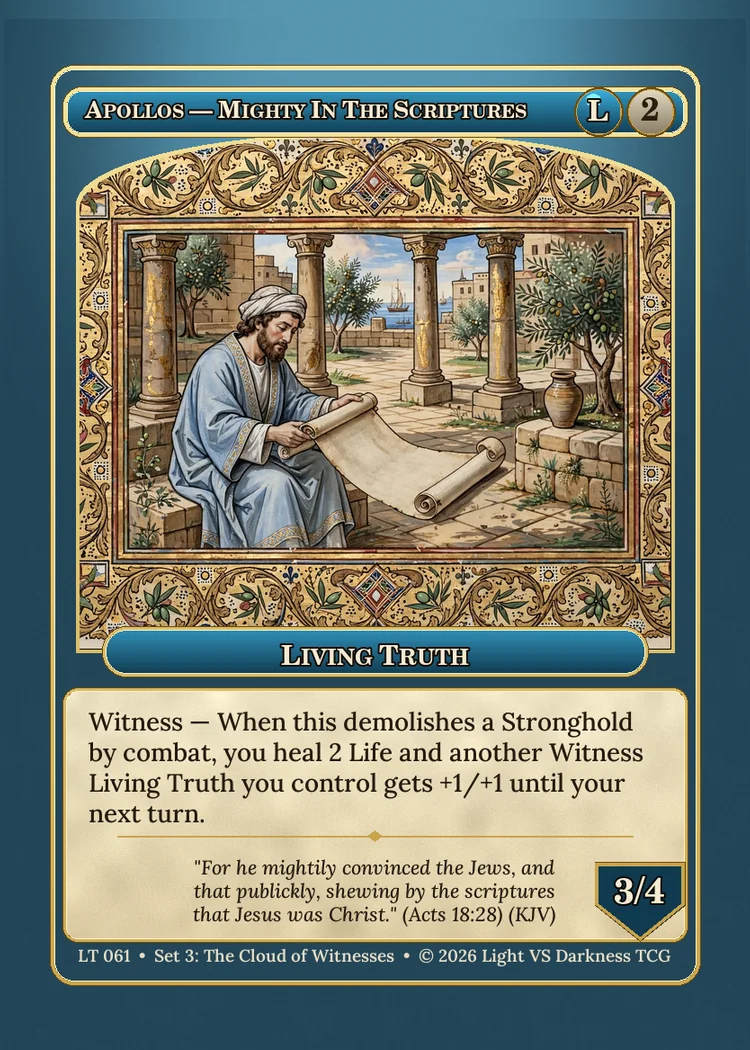 Apollos — Mighty In The Scriptures L 2
Living Truth
Witness — When this demolishes a Stronghold
by combat, you heal 2 Life and another Witness
Living Truth you control gets +1/+1 until your
next turn.
"For he mightily convinced the Jews, and
that publickly, shewing by the scriptures
that Jesus was Christ." (Acts 18:28) (KJV)
3/4
LT 061 • Set 3: The Cloud of Witnesses • © 2026 Light VS Darkness TCG